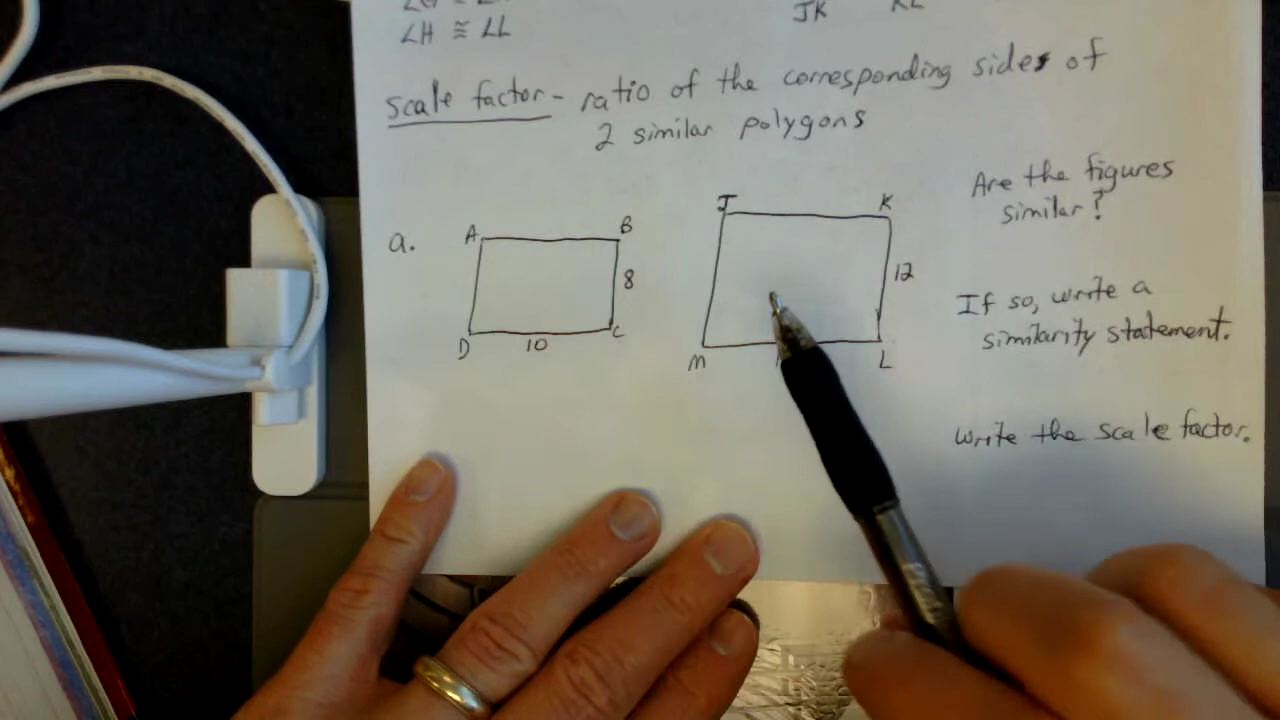 ∠H ≅ ∠L
JK KL
scale factor - ratio of the corresponding sides of
2 similar polygons
a.
A B
8
D 10 C
J K
12
M L
Are the figures
similar?
If so, write a
similarity statement.
Write the scale factor.